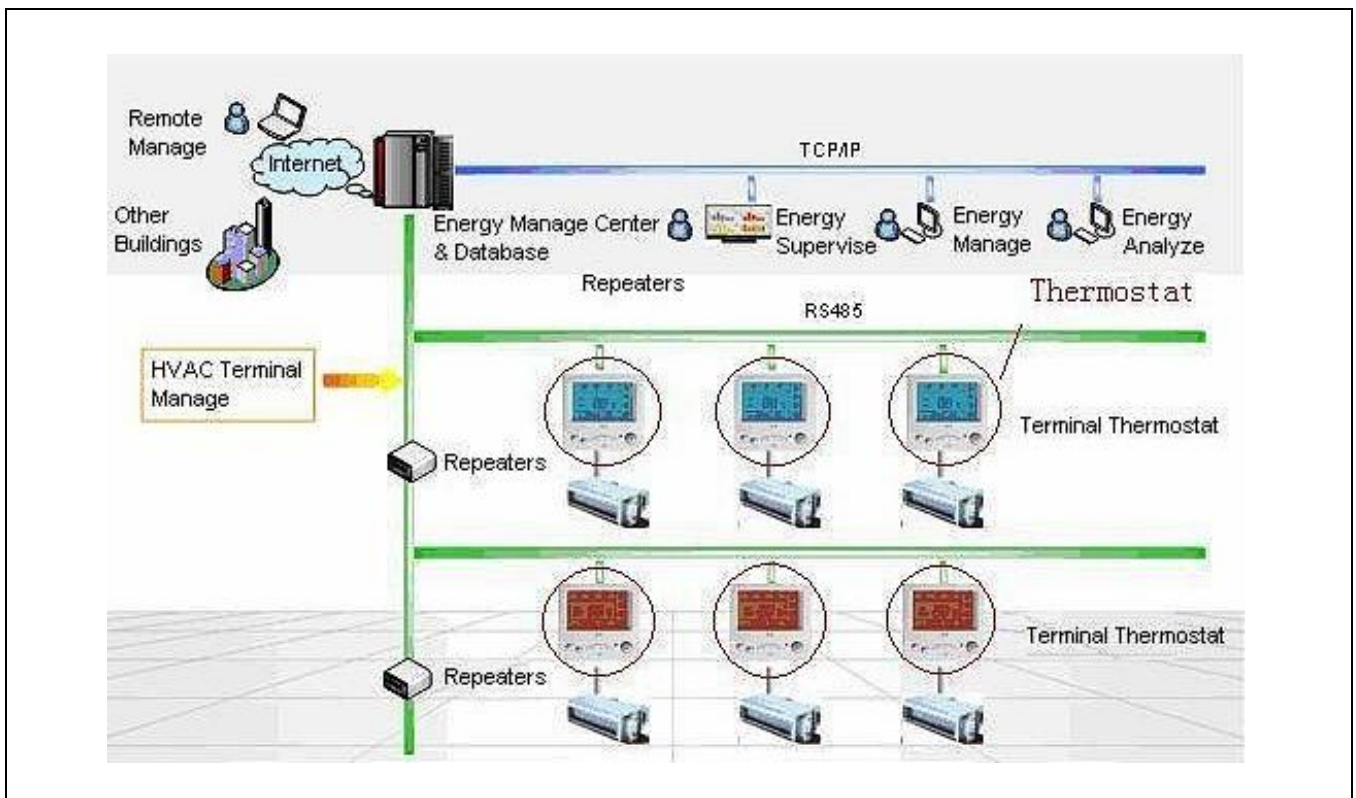 Remote
Manage
Internet
TCP/IP
Other
Buildings
Energy Manage Center
& Database
Energy
Supervise
Energy
Manage
Energy
Analyze
Repeaters
Thermostat
RS485
HVAC Terminal
Manage
Terminal Thermostat
Repeaters
Terminal Thermostat
Repeaters